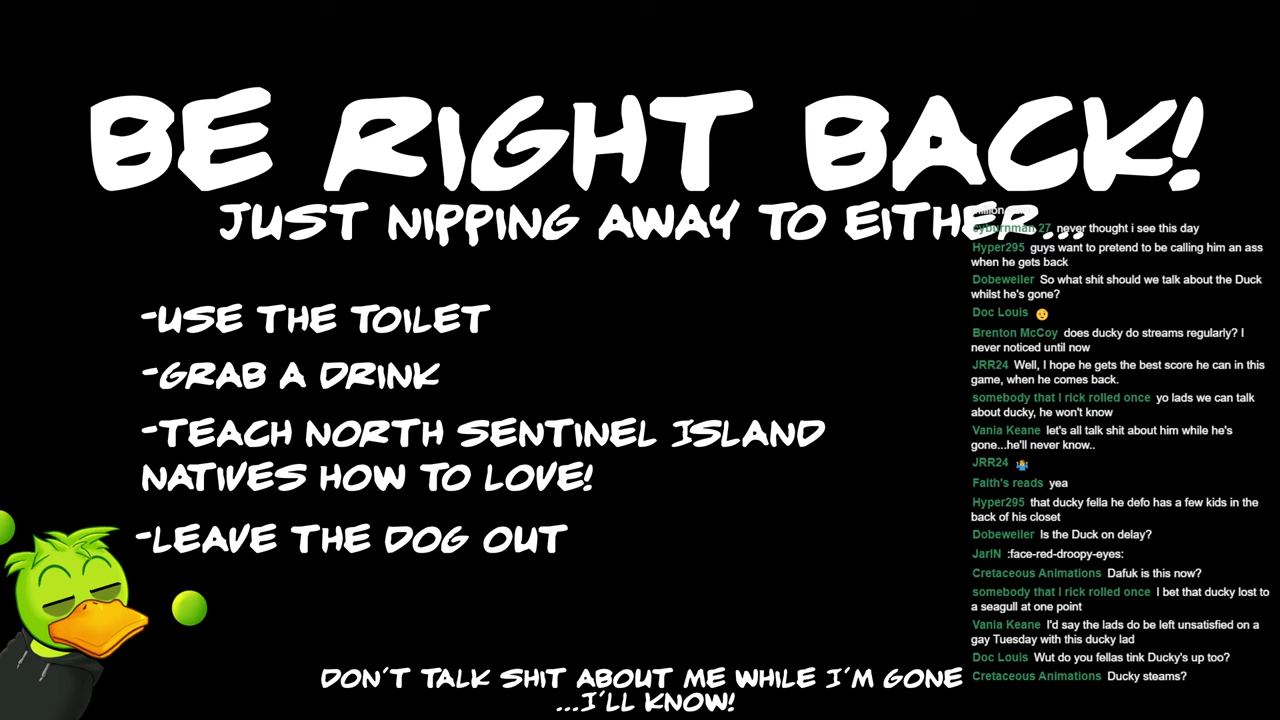 BE RIGHT BACK!
JUST NIPPING AWAY TO EITHER...
-USE THE TOILET
-GRAB A DRINK
-TEACH NORTH SENTINEL ISLAND
NATIVES HOW TO LOVE!
-LEAVE THE DOG OUT
DON'T TALK SHIT ABOUT ME WHILE I'M GONE
...I'LL KNOW!
27 never thought i see this day
Hyper295 guys want to pretend to be calling him an ass
when he gets back
Dobeweiler So what shit should we talk about the Duck
whilst he's gone?
Doc Louis 🫡
Brenton McCoy does ducky do streams regularly? I
never noticed until now
JRR24 Well, I hope he gets the best score he can in this
game, when he comes back.
somebody that I rick rolled once yo lads we can talk
about ducky, he won't know
Vania Keane let's all talk shit about him while he's
gone...he'll never know..
JRR24 🤷
Faith's reads yea
Hyper295 that ducky fella he defo has a few kids in the
back of his closet
Dobeweiler Is the Duck on delay?
JarlN :face-red-droopy-eyes:
Cretaceous Animations Dafuk is this now?
somebody that I rick rolled once I bet that ducky lost to
a seagull at one point
Vania Keane I'd say the lads do be left unsatisfied on a
gay Tuesday with this ducky lad
Doc Louis Wut do you fellas tink Ducky's up too?
Cretaceous Animations Ducky steams?